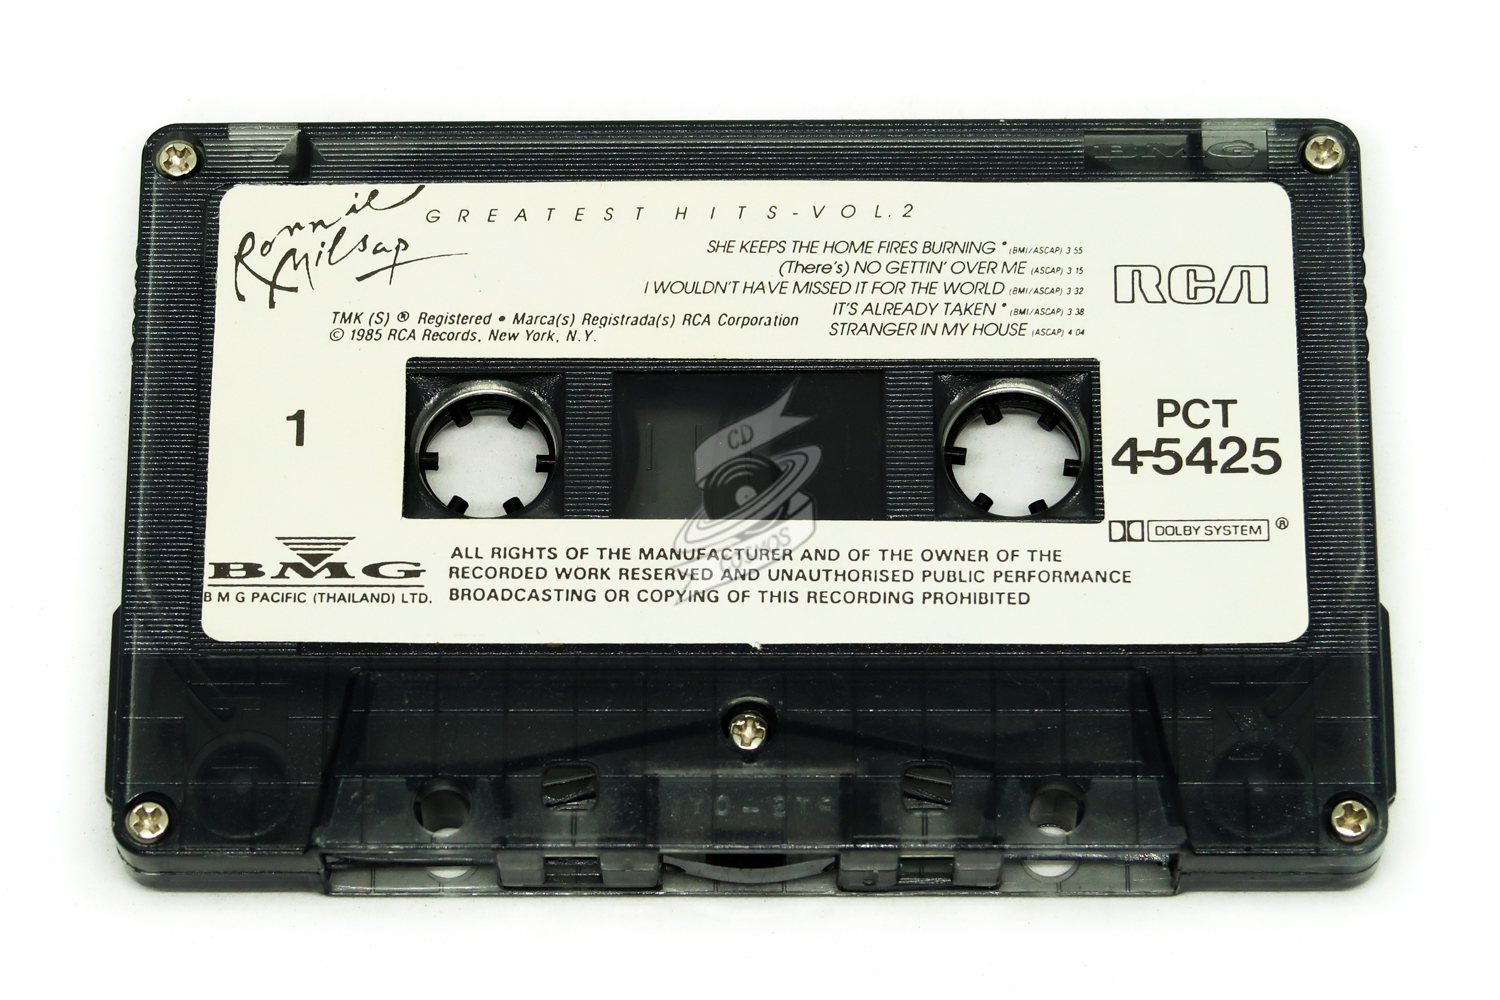 BMG
Ronnie Milsap
GREATEST HITS-VOL.2
SHE KEEPS THE HOME FIRES BURNING * (BMI/ASCAP) 3 55
(There's) NO GETTIN' OVER ME (ASCAP) 3 15
I WOULDN'T HAVE MISSED IT FOR THE WORLD (BMI/ASCAP) 3 32
IT'S ALREADY TAKEN * (BMI/ASCAP) 3 38
STRANGER IN MY HOUSE (ASCAP) 4 04
RCA
TMK (S) ® Registered • Marca(s) Registrada(s) RCA Corporation
© 1985 RCA Records, New York, N.Y.
1
PCT
4-5425
CD
COSMOS
DOLBY SYSTEM ®
BMG
B M G PACIFIC (THAILAND) LTD.
ALL RIGHTS OF THE MANUFACTURER AND OF THE OWNER OF THE
RECORDED WORK RESERVED AND UNAUTHORISED PUBLIC PERFORMANCE
BROADCASTING OR COPYING OF THIS RECORDING PROHIBITED